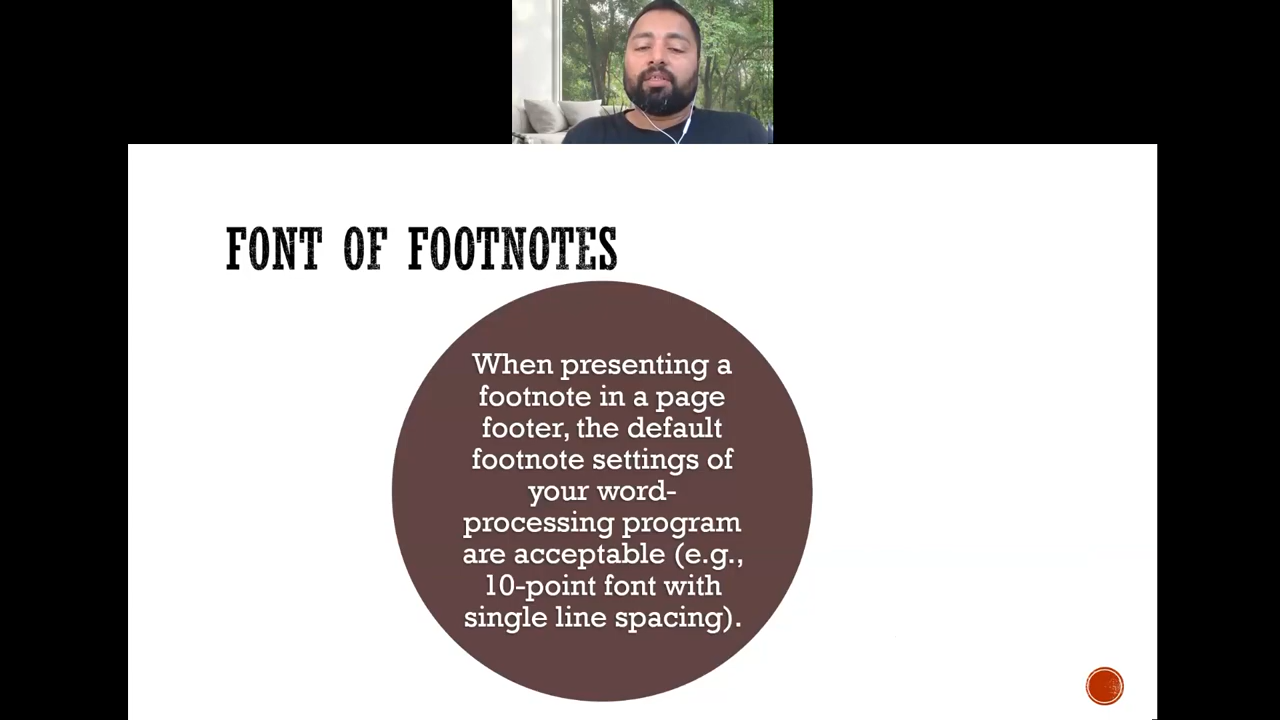 FONT OF FOOTNOTES
When presenting a
footnote in a page
footer, the default
footnote settings of
your word-
processing program
are acceptable (e.g.,
10-point font with
single line spacing).